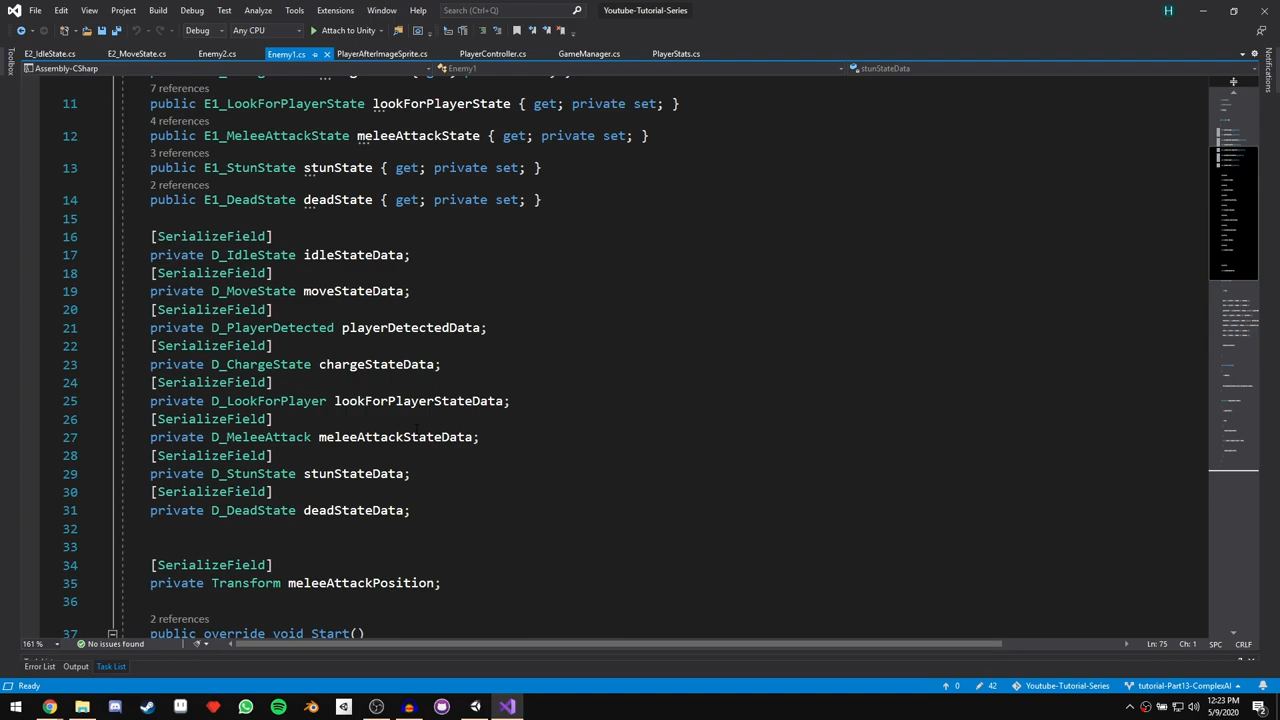 File Edit View Project Build Debug Test Analyze Tools Extensions Window Help Search (Ctrl+Q) Youtube-Tutorial-Series H
Debug Any CPU Attach to Unity
E2_IdleState.cs E2_MoveState.cs Enemy2.cs Enemy1.cs PlayerAfterImageSprite.cs PlayerController.cs GameManager.cs PlayerStats.cs
Assembly-CSharp Enemy1 stunStateData
Toolbox
Notifications
7 references
11 public E1_LookForPlayerState lookForPlayerState { get; private set; }
4 references
12 public E1_MeleeAttackState meleeAttackState { get; private set; }
3 references
13 public E1_StunState stunState { get; private set; }
2 references
14 public E1_DeadState deadState { get; private set; }
15
16 [SerializeField]
17 private D_IdleState idleStateData;
18 [SerializeField]
19 private D_MoveState moveStateData;
20 [SerializeField]
21 private D_PlayerDetected playerDetectedData;
22 [SerializeField]
23 private D_ChargeState chargeStateData;
24 [SerializeField]
25 private D_LookForPlayer lookForPlayerStateData;
26 [SerializeField]
27 private D_MeleeAttack meleeAttackStateData;
28 [SerializeField]
29 private D_StunState stunStateData;
30 [SerializeField]
31 private D_DeadState deadStateData;
32
33
34 [SerializeField]
35 private Transform meleeAttackPosition;
36
2 references
37 public override void Start()
161 % No issues found Ln: 75 Ch: 1 SPC CRLF
Error List Output Task List
Ready 0 42 Youtube-Tutorial-Series tutorial-Part13-ComplexAI
12:23 PM
5/9/2020